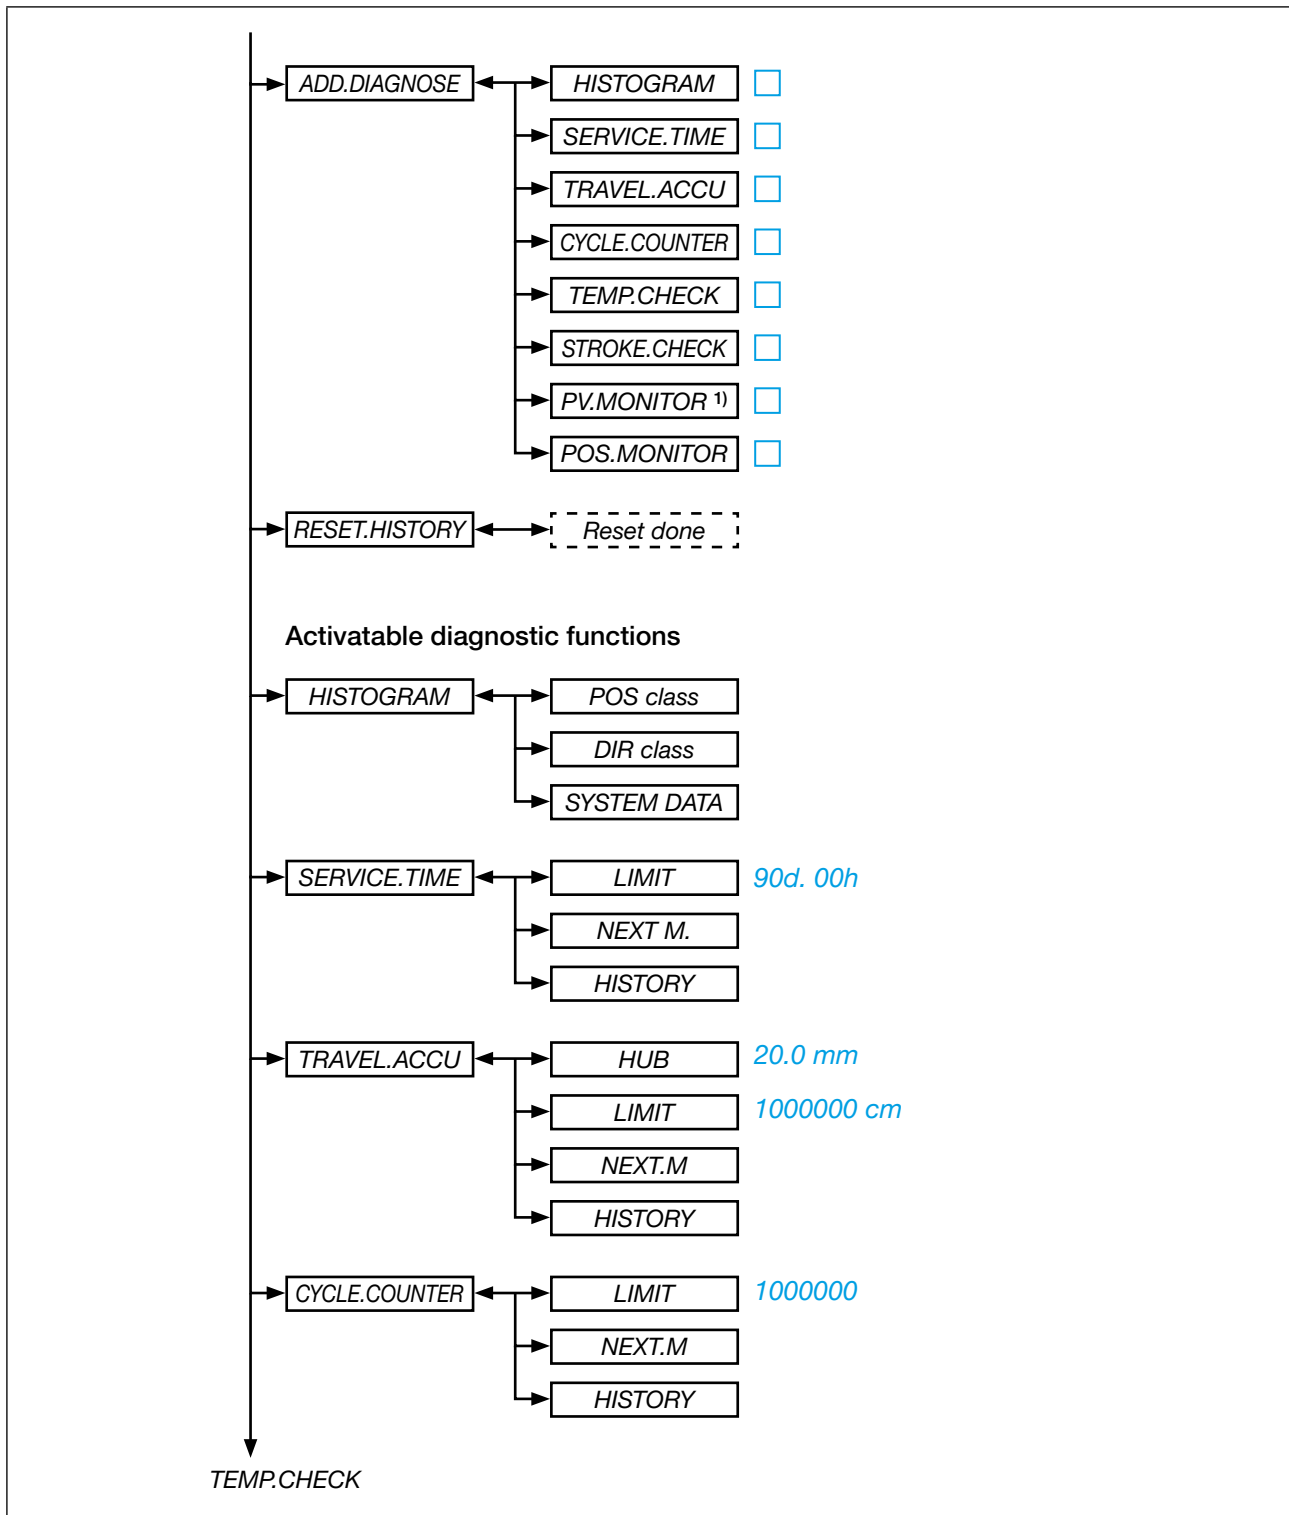 ADD.DIAGNOSE
HISTOGRAM
SERVICE.TIME
TRAVEL.ACCU
CYCLE.COUNTER
TEMP.CHECK
STROKE.CHECK
PV.MONITOR 1)
POS.MONITOR
RESET.HISTORY
Reset done
Activatable diagnostic functions
HISTOGRAM
POS class
DIR class
SYSTEM DATA
SERVICE.TIME
LIMIT 90d. 00h
NEXT M.
HISTORY
TRAVEL.ACCU
HUB 20.0 mm
LIMIT 1000000 cm
NEXT.M
HISTORY
CYCLE.COUNTER
LIMIT 1000000
NEXT.M
HISTORY
TEMP.CHECK